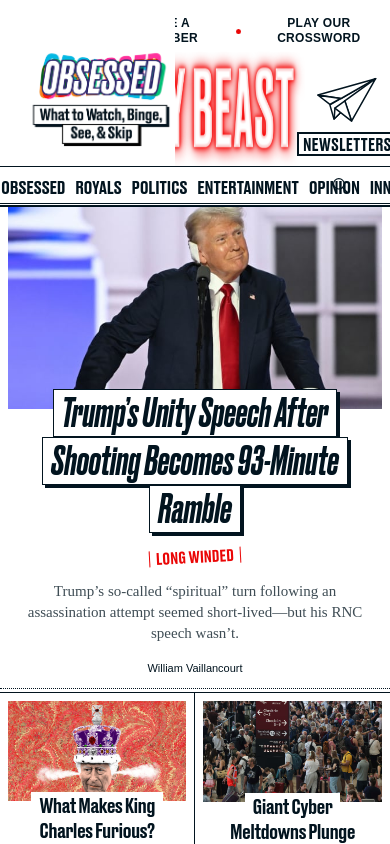 E A
BER
PLAY OUR
CROSSWORD
OBSESSED
What to Watch, Binge,
See, & Skip
Y BEAST
NEWSLETTERS
OBSESSED ROYALS POLITICS ENTERTAINMENT OPINION INN
Trump’s Unity Speech After
Shooting Becomes 93-Minute
Ramble
LONG WINDED
Trump’s so-called “spiritual” turn following an
assassination attempt seemed short-lived—but his RNC
speech wasn’t.
William Vaillancourt
What Makes King
Charles Furious?
Giant Cyber
Meltdowns Plunge